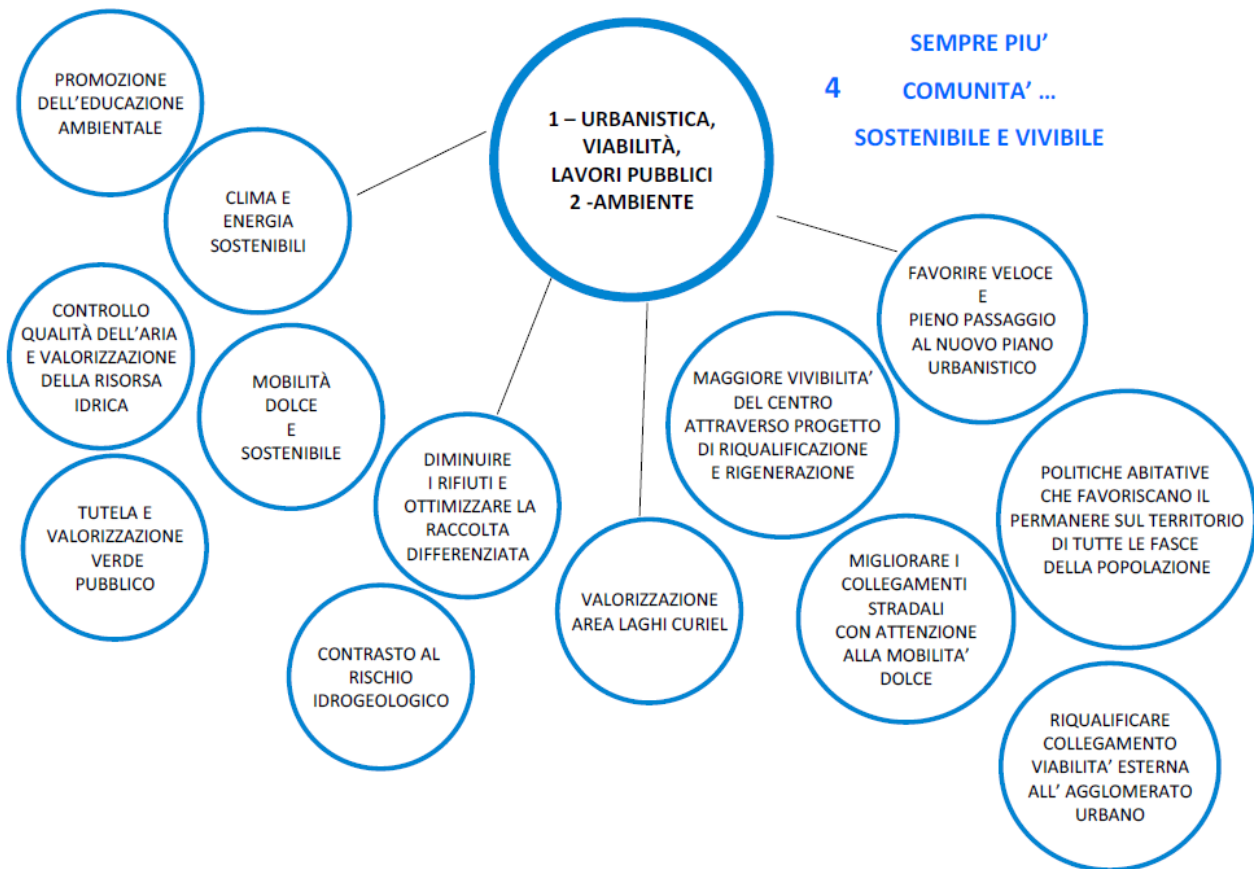 SEMPRE PIU'
4 COMUNITA' ...
SOSTENIBILE E VIVIBILE
1 – URBANISTICA,
VIABILITÀ,
LAVORI PUBBLICI
2 -AMBIENTE
PROMOZIONE
DELL'EDUCAZIONE
AMBIENTALE
CLIMA E
ENERGIA
SOSTENIBILI
CONTROLLO
QUALITÀ DELL'ARIA
E VALORIZZAZIONE
DELLA RISORSA
IDRICA
MOBILITÀ
DOLCE
E
SOSTENIBILE
TUTELA E
VALORIZZAZIONE
VERDE
PUBBLICO
DIMINUIRE
I RIFIUTI E
OTTIMIZZARE LA
RACCOLTA
DIFFERENZIATA
CONTRASTO AL
RISCHIO
IDROGEOLOGICO
VALORIZZAZIONE
AREA LAGHI CURIEL
FAVORIRE VELOCE
E
PIENO PASSAGGIO
AL NUOVO PIANO
URBANISTICO
MAGGIORE VIVIBILITA'
DEL CENTRO
ATTRAVERSO PROGETTO
DI RIQUALIFICAZIONE
E RIGENERAZIONE
POLITICHE ABITATIVE
CHE FAVORISCANO IL
PERMANERE SUL TERRITORIO
DI TUTTE LE FASCE
DELLA POPOLAZIONE
MIGLIORARE I
COLLEGAMENTI
STRADALI
CON ATTENZIONE
ALLA MOBILITA'
DOLCE
RIQUALIFICARE
COLLEGAMENTO
VIABILITA' ESTERNA
ALL' AGGLOMERATO
URBANO